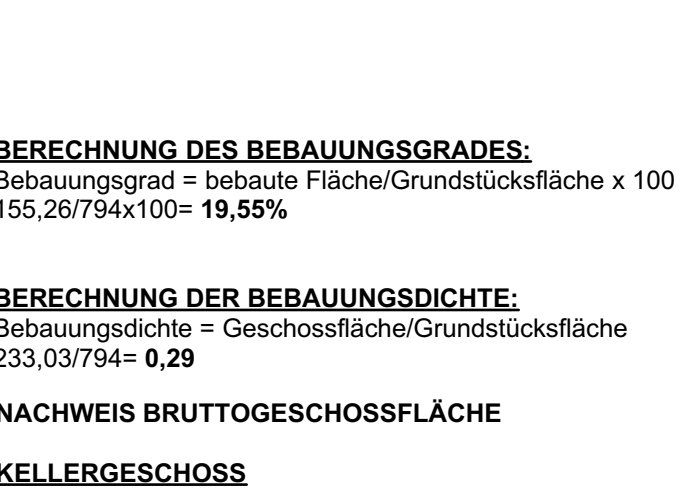 BERECHNUNG DES BEBAUUNGSGRADES:
Bebauungsgrad = bebaute Fläche/Grundstücksfläche x 100
155,26/794x100= 19,55%
BERECHNUNG DER BEBAUUNGSDICHTE:
Bebauungsdichte = Geschossfläche/Grundstücksfläche
233,03/794= 0,29
NACHWEIS BRUTTOGESCHOSSFLÄCHE
KELLERGESCHOSS